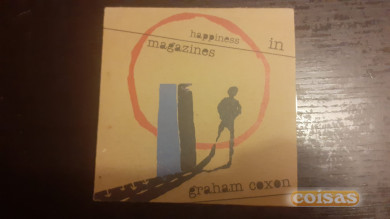 happiness
in
magazines
graham coxon
coisas